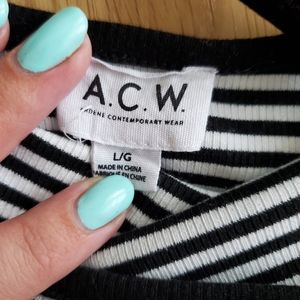 A.C.W.
ARDENE CONTEMPORARY WEAR
L/G
MADE IN CHINA
FABRIQUÉ EN CHINE